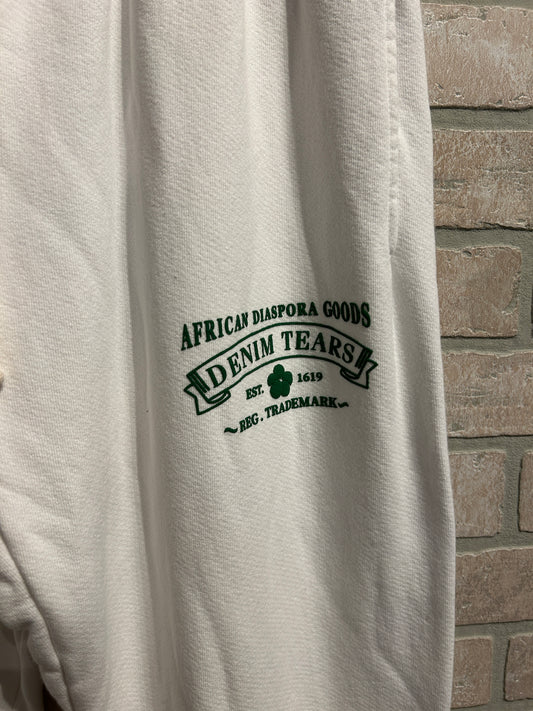 AFRICAN DIASPORA GOODS
DENIM TEARS
EST. 1619
~REG. TRADEMARK~